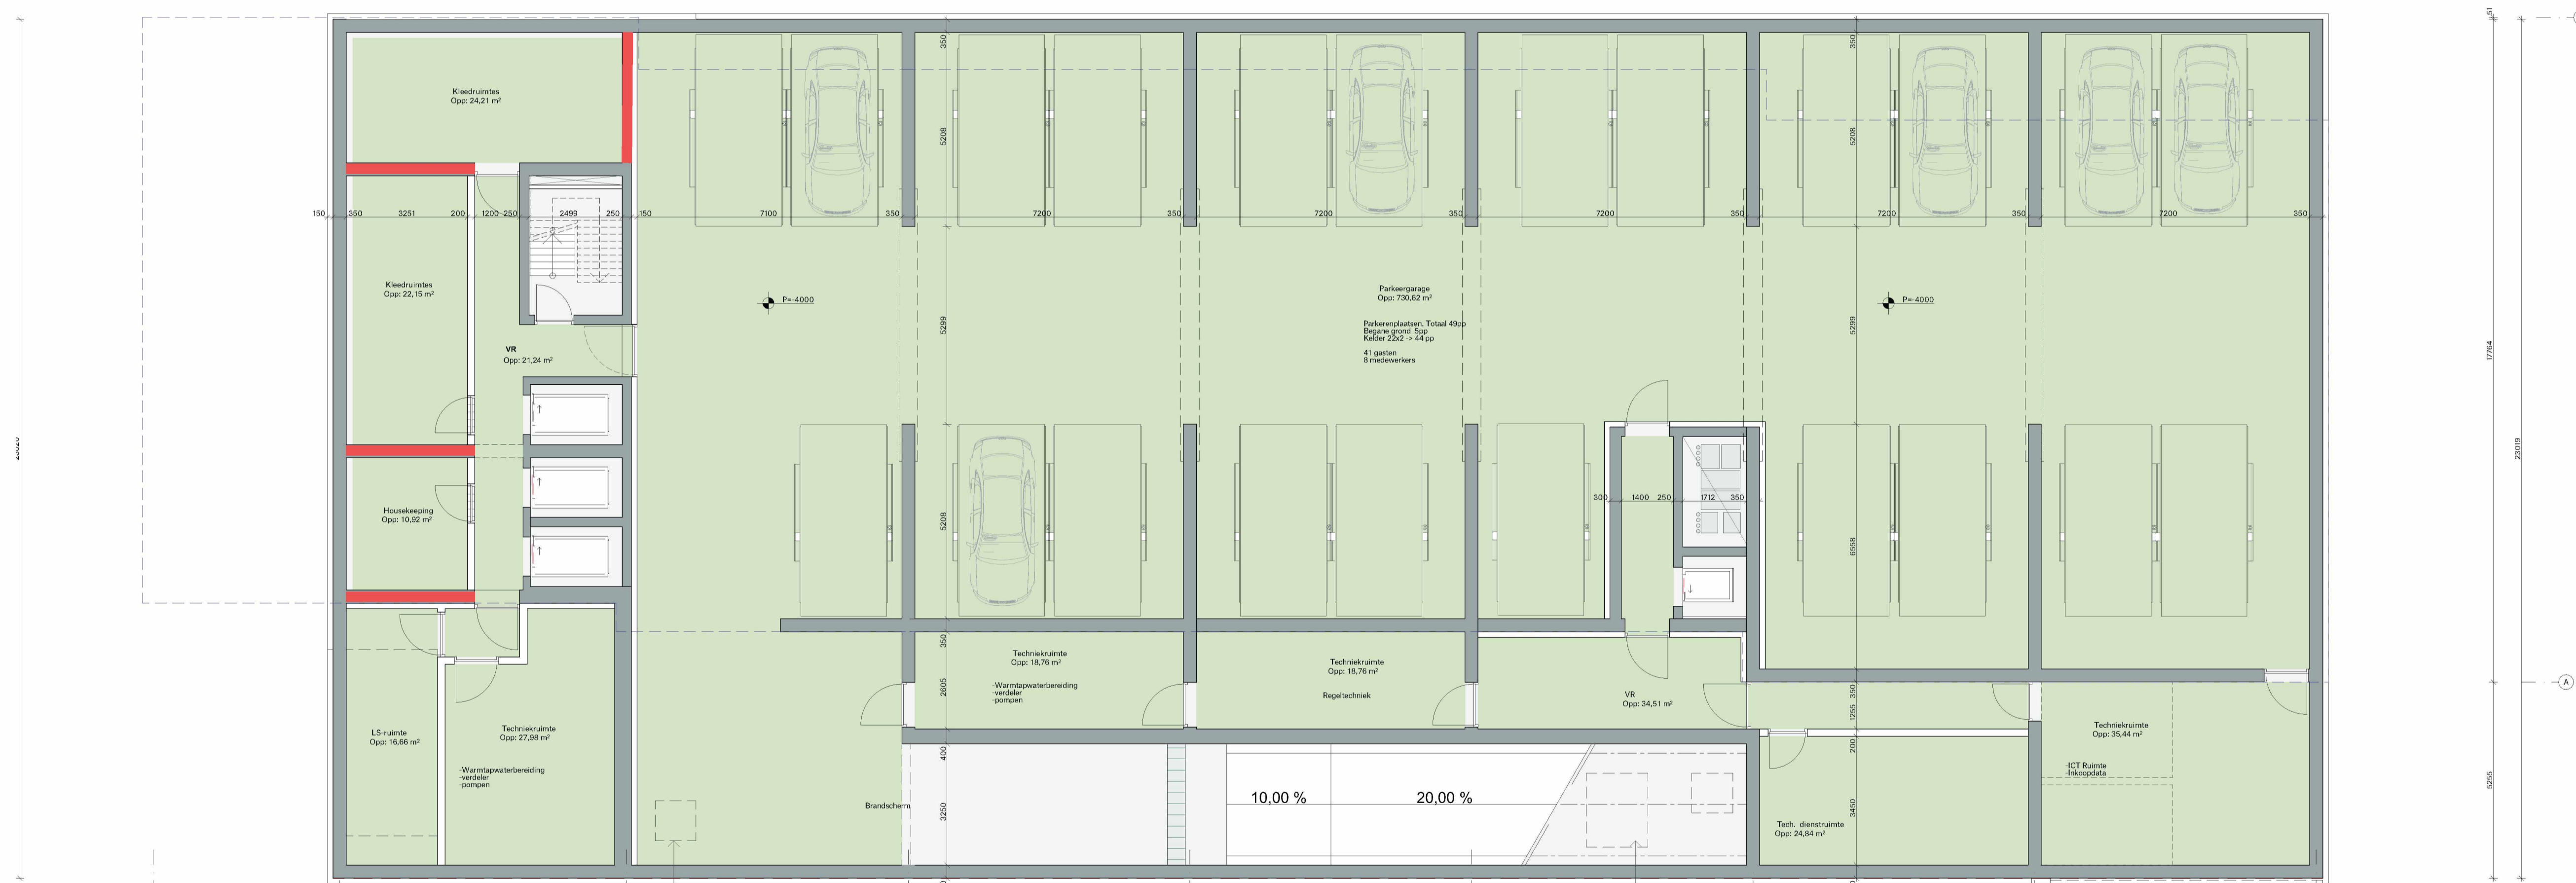 51
350
350
Kleedruimtes
Opp: 24,21 m²
5208
5208
150
350
3251
200
1200
250
2499
250
150
7100
350
7200
350
7200
350
7200
350
7200
350
7200
350
Kleedruimtes
Opp: 22,15 m²
P=-4000
Parkeergarage
Opp: 730,62 m²
P=-4000
Parkerenplaatsen. Totaal 49pp
Begane grond 5pp
Kelder 22x2 -> 44 pp
41 gasten
8 medewerkers
5299
5299
VR
Opp: 21,24 m²
17764
23019
Housekeeping
Opp: 10,92 m²
5208
300
1400
250
1712
350
6558
350
Techniekruimte
Opp: 18,76 m²
-Warmtapwaterbereiding
-verdeler
-pompen
2605
Techniekruimte
Opp: 18,76 m²
Regeltechniek
VR
Opp: 34,51 m²
350
1255
200
A
LS-ruimte
Opp: 16,66 m²
Techniekruimte
Opp: 27,98 m²
-Warmtapwaterbereiding
-verdeler
-pompen
400
Techniekruimte
Opp: 35,44 m²
-ICT Ruimte
-Inkoopdata
Brandscherm
3250
10,00 %
20,00 %
3450
Tech. dienstruimte
Opp: 24,84 m²
5255